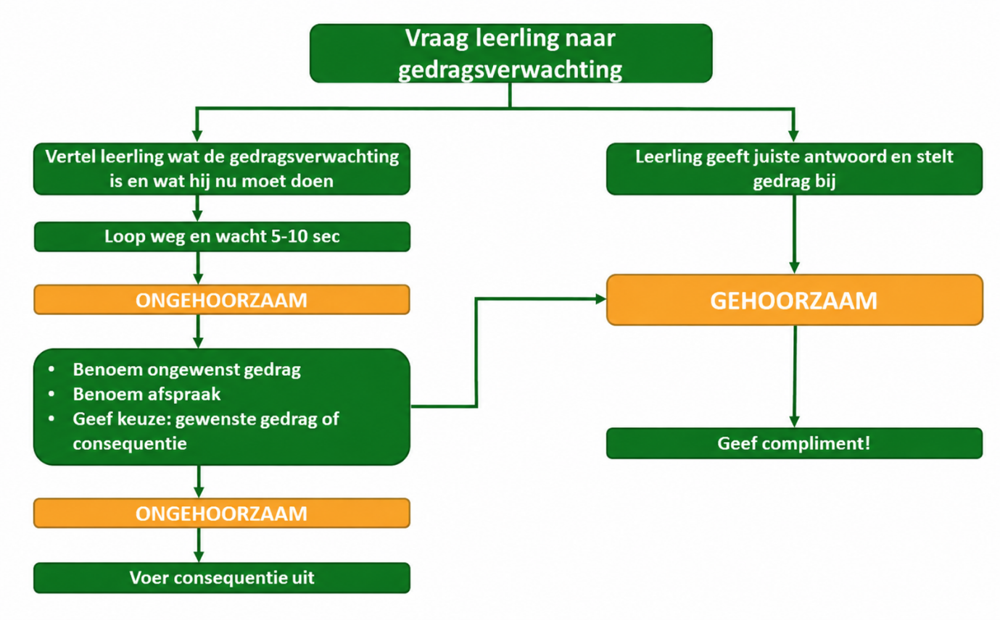 Vraag leerling naar
gedragsverwachting
Vertel leerling wat de gedragsverwachting
is en wat hij nu moet doen
Leerling geeft juiste antwoord en stelt
gedrag bij
Loop weg en wacht 5-10 sec
ONGEHOORZAAM
GEHOORZAAM
• Benoem ongewenst gedrag
• Benoem afspraak
• Geef keuze: gewenste gedrag of
consequentie
Geef compliment!
ONGEHOORZAAM
Voer consequentie uit